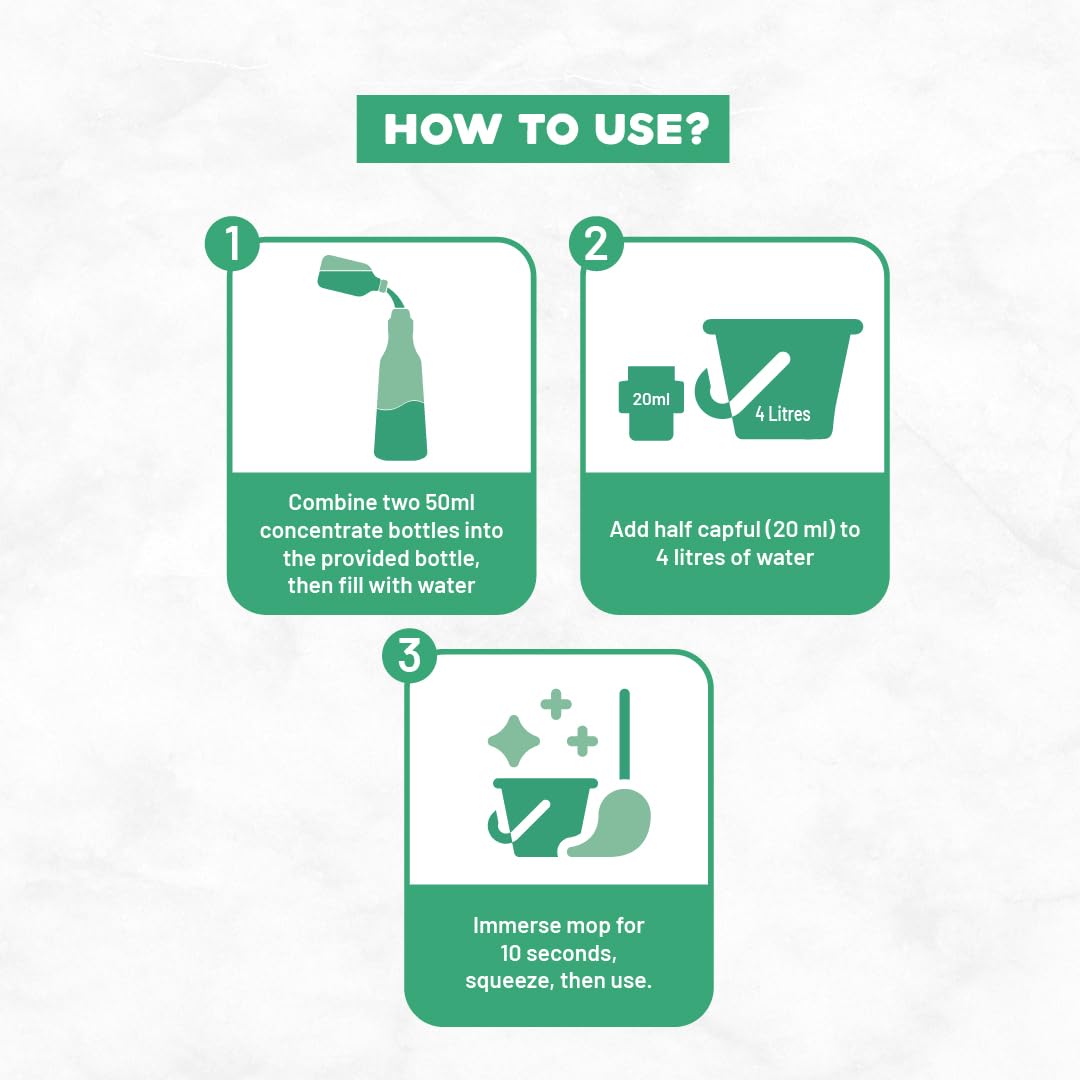 HOW TO USE?
1
Combine two 50ml
concentrate bottles into
the provided bottle,
then fill with water
2
20ml
4 Litres
Add half capful (20 ml) to
4 litres of water
3
Immerse mop for
10 seconds,
squeeze, then use.